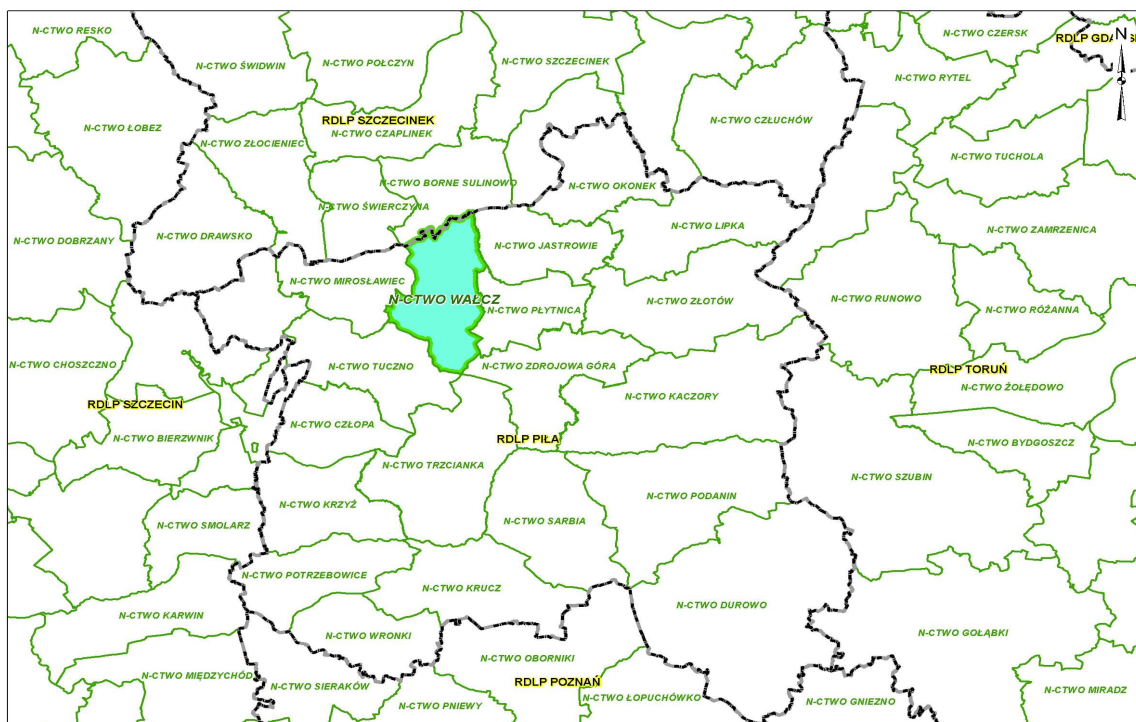 N-CTWO RESKO
N-CTWO CZERSK
RDLP GDA
N
N-CTWO ŚWIDWIN
N-CTWO POŁCZYN
N-CTWO SZCZECINEK
N-CTWO RYTEL
RDLP SZCZECINEK
N-CTWO CZŁUCHÓW
N-CTWO ŁOBEZ
N-CTWO CZAPLINEK
N-CTWO ZŁOCIENIEC
N-CTWO TUCHOLA
N-CTWO BORNE SULINOWO
N-CTWO OKONEK
N-CTWO ŚWIERCZYNA
N-CTWO LIPKA
N-CTWO ZAMRZENICA
N-CTWO DOBRZANY
N-CTWO DRAWSKO
N-CTWO JASTROWIE
N-CTWO MIROSŁAWIEC
N-CTWO WAŁCZ
N-CTWO ZŁOTÓW
N-CTWO RUNOWO
N-CTWO PŁYTNICA
N-CTWO RÓŻANNA
N-CTWO CHOSZCZNO
N-CTWO TUCZNO
N-CTWO ZDROJOWA GÓRA
RDLP TORUŃ
N-CTWO ŻOŁĘDOWO
RDLP SZCZECIN
N-CTWO KACZORY
N-CTWO CZŁOPA
N-CTWO BIERZWNIK
RDLP PIŁA
N-CTWO BYDGOSZCZ
N-CTWO TRZCIANKA
N-CTWO SZUBIN
N-CTWO PODANIN
N-CTWO KRZYŻ
N-CTWO SMOLARZ
N-CTWO SARBIA
N-CTWO POTRZEBOWICE
N-CTWO KRUCZ
N-CTWO DUROWO
N-CTWO KARWIN
N-CTWO WRONKI
N-CTWO GOŁĄBKI
N-CTWO OBORNIKI
N-CTWO MIĘDZYCHÓD
RDLP POZNAŃ
N-CTWO SIERAKÓW
N-CTWO MIRADZ
N-CTWO ŁOPUCHÓWKO
N-CTWO GNIEZNO
N-CTWO PNIEWY